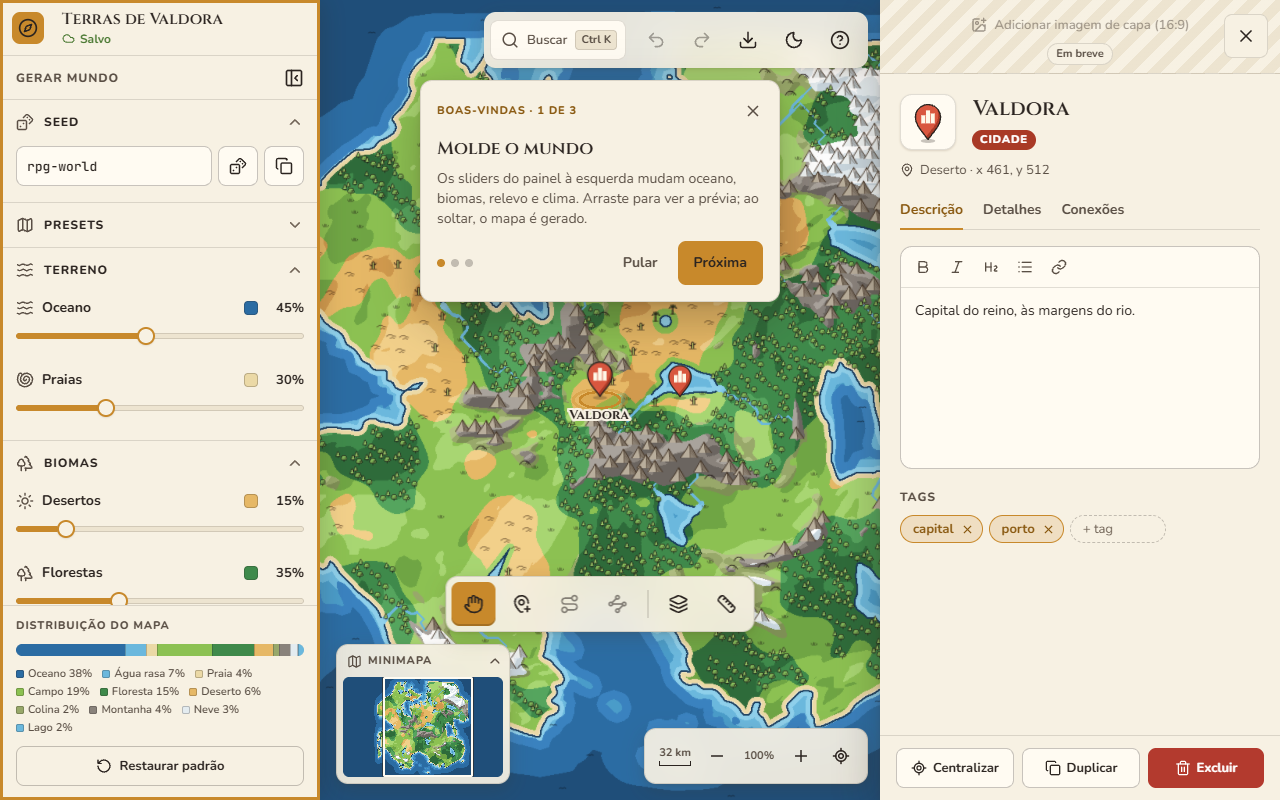 Terras de Valdora
Salvo
GERAR MUNDO
SEED
rpg-world
PRESETS
TERRENO
Oceano 45%
Praias 30%
BIOMAS
Desertos 15%
Florestas 35%
DISTRIBUIÇÃO DO MAPA
Oceano 38% Água rasa 7% Praia 4%
Campo 19% Floresta 15% Deserto 6%
Colina 2% Montanha 4% Neve 3%
Lago 2%
Restaurar padrão
Buscar Ctrl K
BOAS-VINDAS · 1 DE 3
Molde o mundo
Os sliders do painel à esquerda mudam oceano,
biomas, relevo e clima. Arraste para ver a prévia; ao
soltar, o mapa é gerado.
Pular Próxima
Valdora
MINIMAPA
32 km 100%
Adicionar imagem de capa (16:9)
Em breve
Valdora
CIDADE
Deserto · x 461, y 512
Descrição Detalhes Conexões
B I H2
Capital do reino, às margens do rio.
TAGS
capital porto + tag
Centralizar Duplicar Excluir